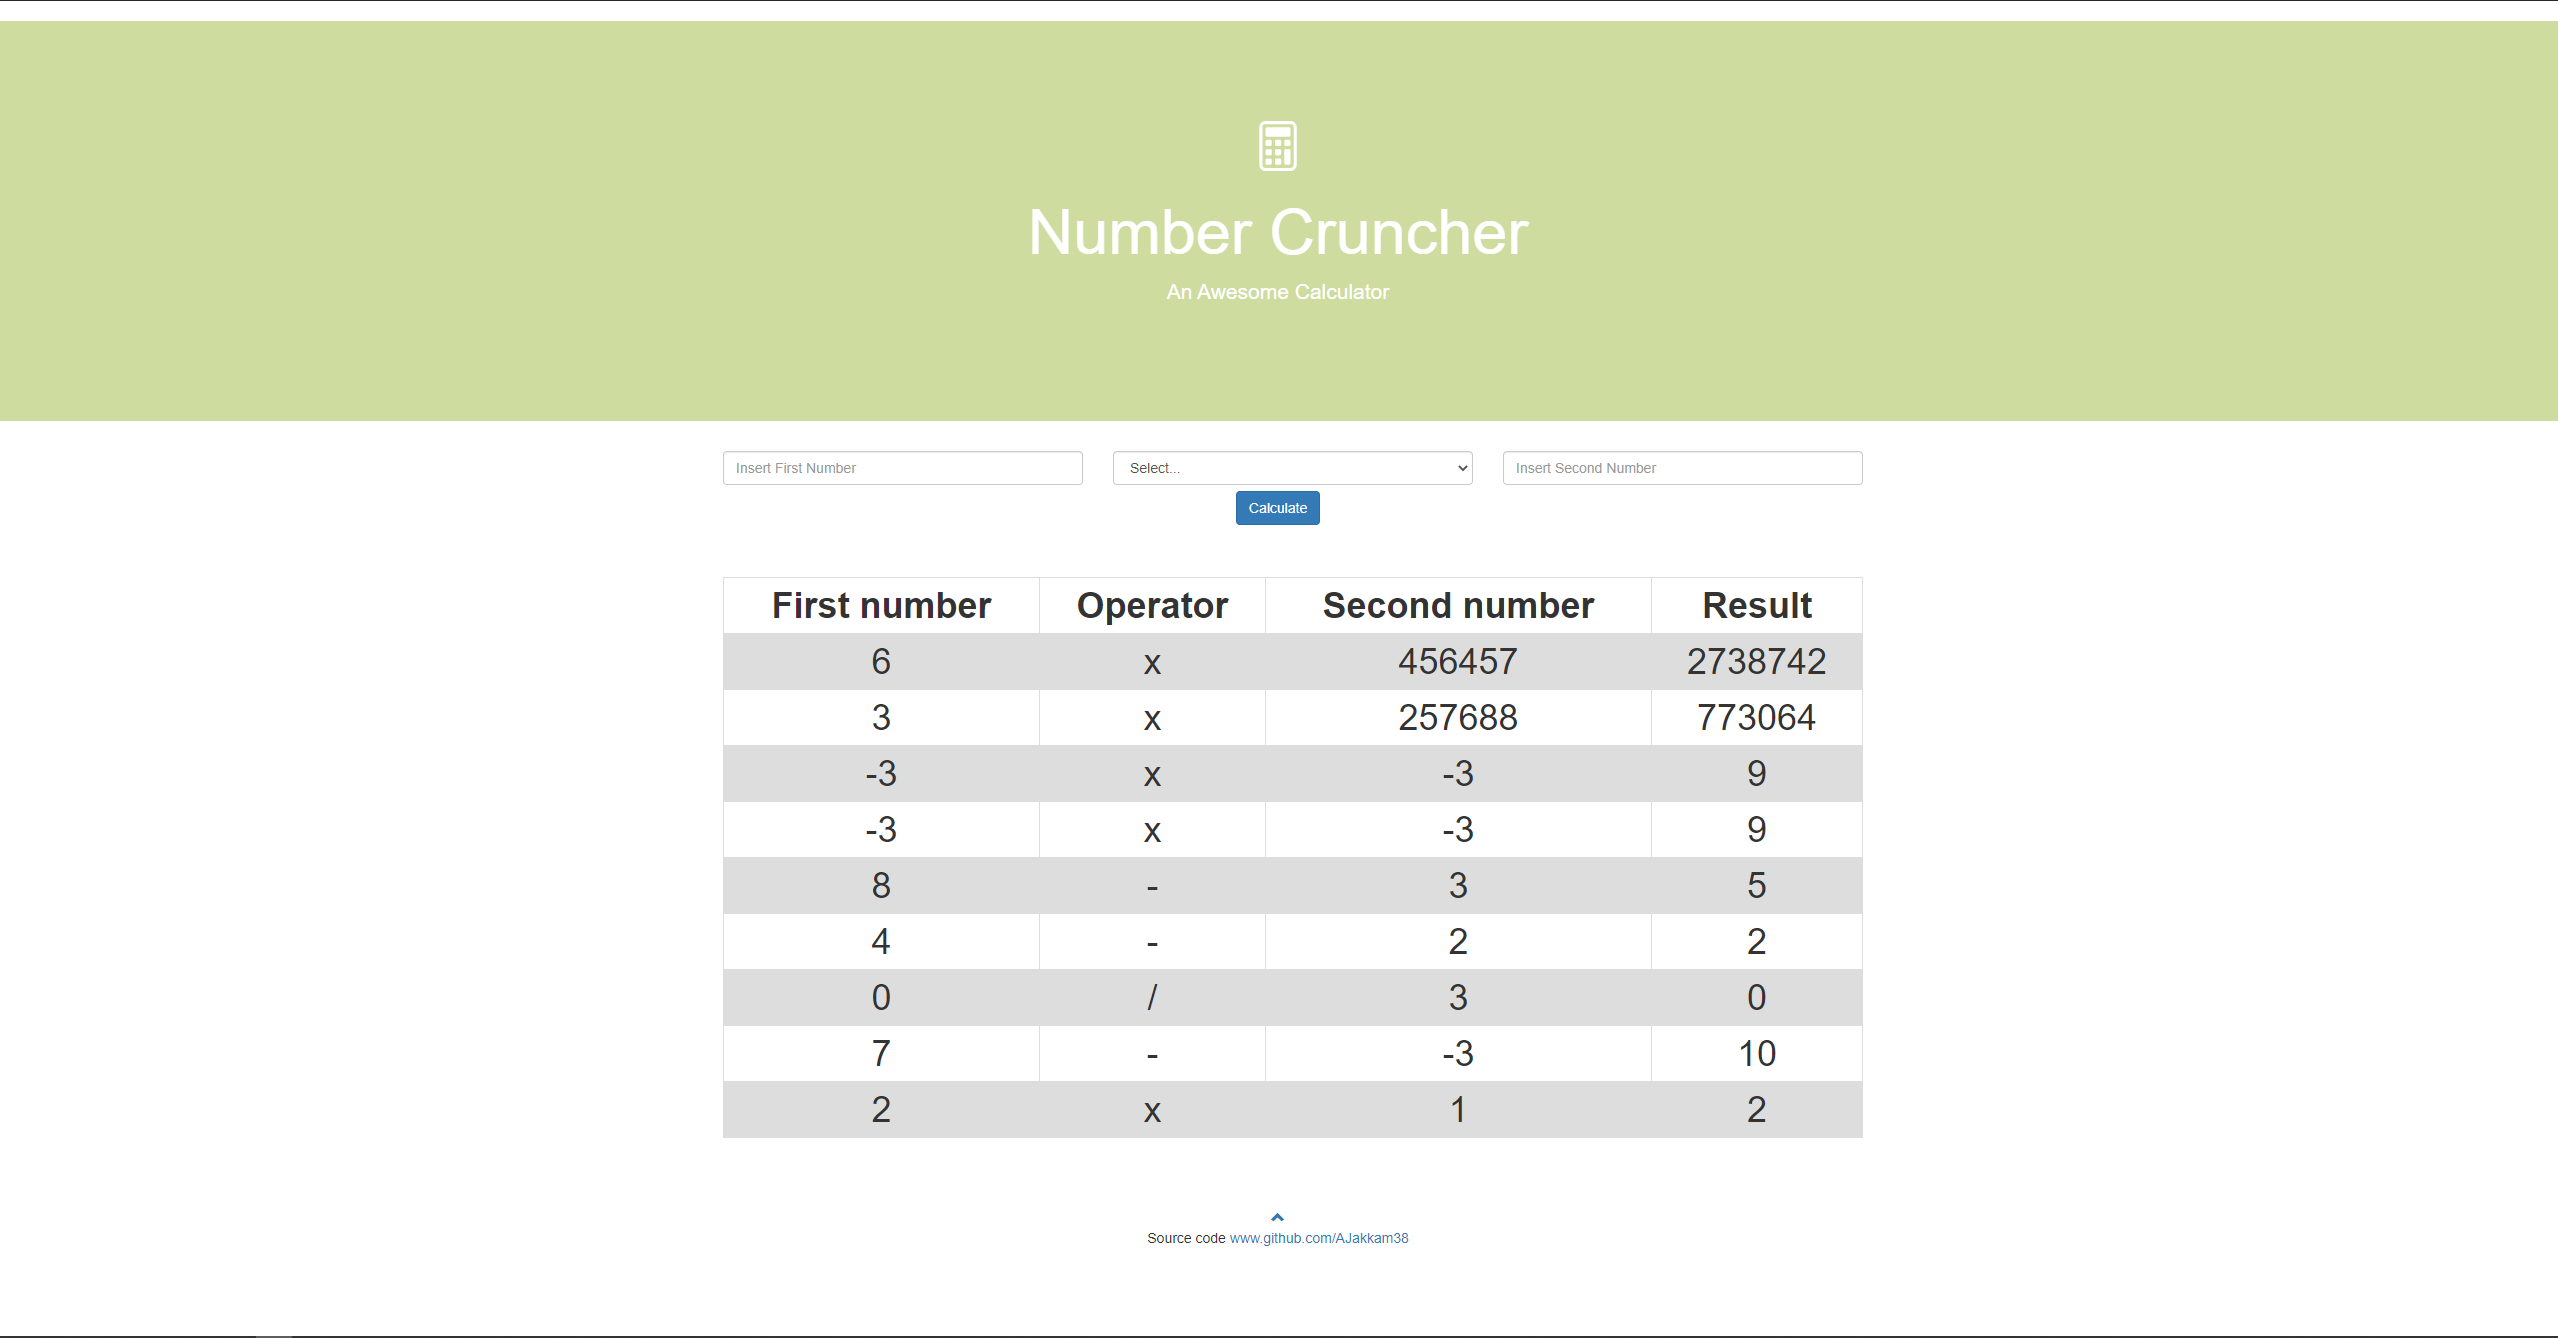 Number Cruncher
An Awesome Calculator
Insert First Number Select... Insert Second Number
Calculate
First number Operator Second number Result
6 x 456457 2738742
3 x 257688 773064
-3 x -3 9
-3 x -3 9
8 - 3 5
4 - 2 2
0 / 3 0
7 - -3 10
2 x 1 2
Source code www.github.com/AJakkam38